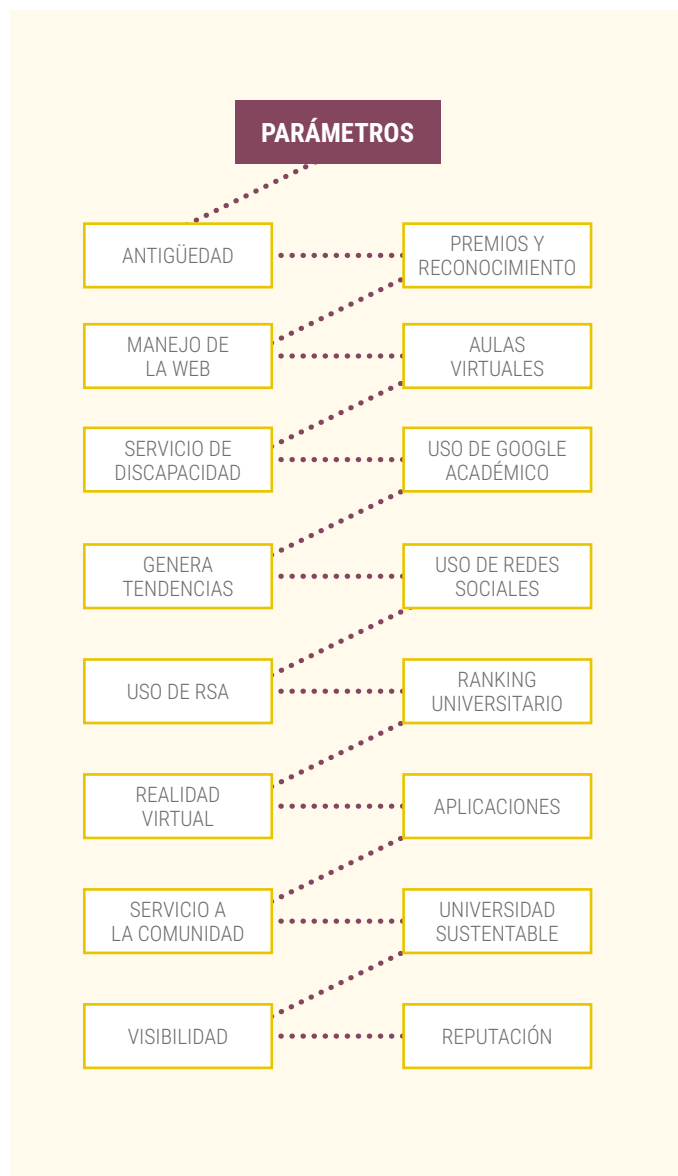 PARÁMETROS
ANTIGÜEDAD
PREMIOS Y
RECONOCIMIENTO
MANEJO DE
LA WEB
AULAS
VIRTUALES
SERVICIO DE
DISCAPACIDAD
USO DE GOOGLE
ACADÉMICO
GENERA
TENDENCIAS
USO DE REDES
SOCIALES
USO DE RSA
RANKING
UNIVERSITARIO
REALIDAD
VIRTUAL
APLICACIONES
SERVICIO A
LA COMUNIDAD
UNIVERSIDAD
SUSTENTABLE
VISIBILIDAD
REPUTACIÓN